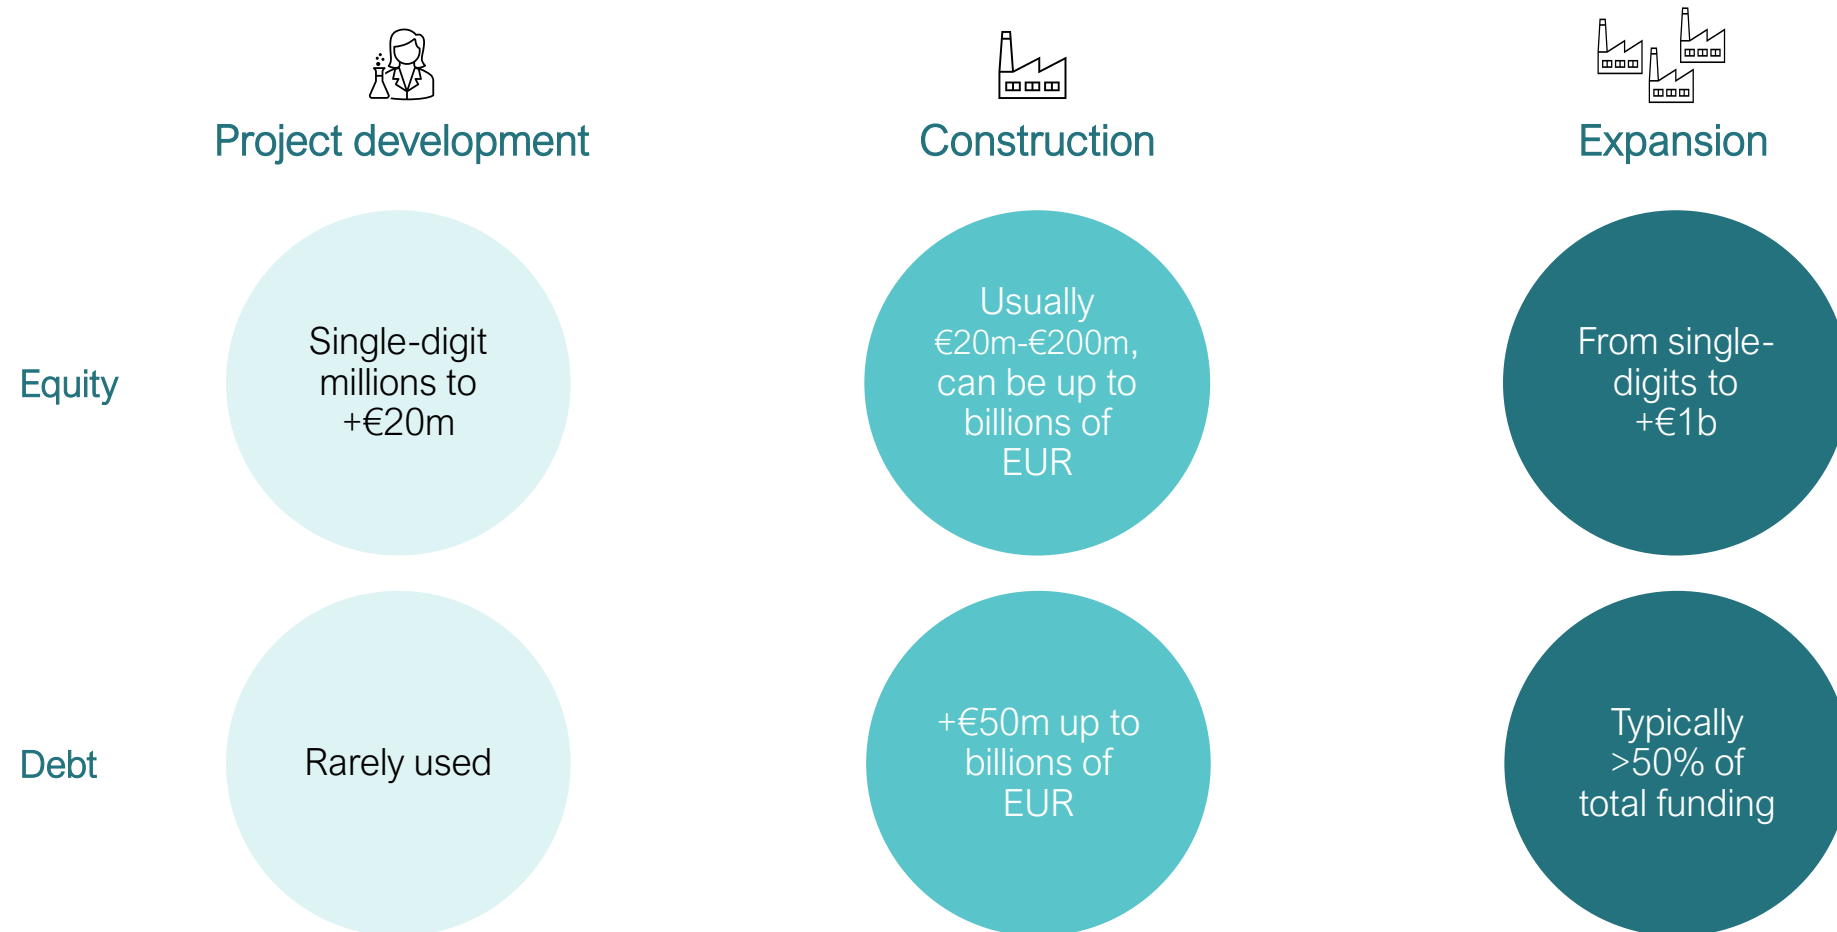 Project development
Construction
Expansion
Equity
Single-digit
millions to
+€20m
Usually
€20m-€200m,
can be up to
billions of
EUR
From single-
digits to
+€1b
Debt
Rarely used
+€50m up to
billions of
EUR
Typically
>50% of
total funding